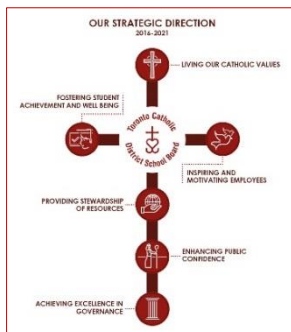 OUR STRATEGIC DIRECTION
2016-2021
LIVING OUR CATHOLIC VALUES
FOSTERING STUDENT
ACHIEVEMENT AND WELL BEING
Toronto Catholic
District School Board
INSPIRING AND
MOTIVATING EMPLOYEES
PROVIDING STEWARDSHIP
OF RESOURCES
ENHANCING PUBLIC
CONFIDENCE
ACHIEVING EXCELLENCE IN
GOVERNANCE